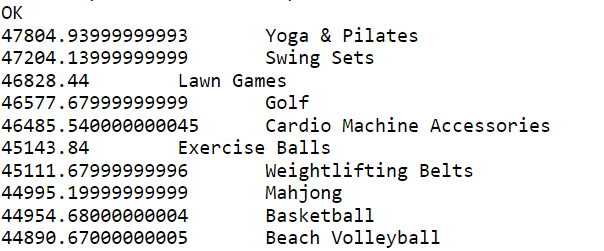 OK
47804.93999999993 Yoga & Pilates
47204.13999999999 Swing Sets
46828.44 Lawn Games
46577.67999999999 Golf
46485.540000000045 Cardio Machine Accessories
45143.84 Exercise Balls
45111.67999999996 Weightlifting Belts
44995.19999999999 Mahjong
44954.68000000004 Basketball
44890.67000000005 Beach Volleyball